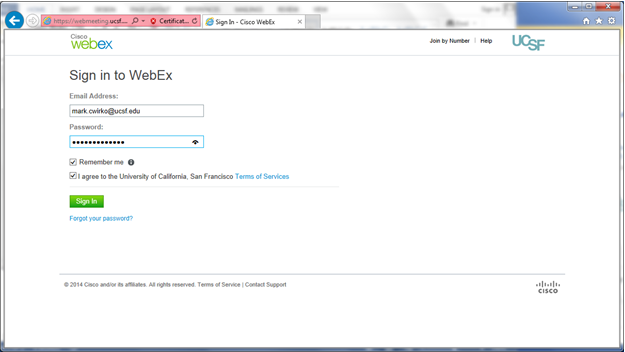 https://webmeeting.ucsf...
Certificat...
Sign In - Cisco WebEx
Cisco
webex
Join by Number | Help
UCSF
Sign in to WebEx
Email Address:
mark.cwirko@ucsf.edu
Password:
•••••••••••••
Remember me
I agree to the University of California, San Francisco Terms of Services
Sign In
Forgot your password?
© 2014 Cisco and/or its affiliates. All rights reserved. Terms of Service | Contact Support
CISCO